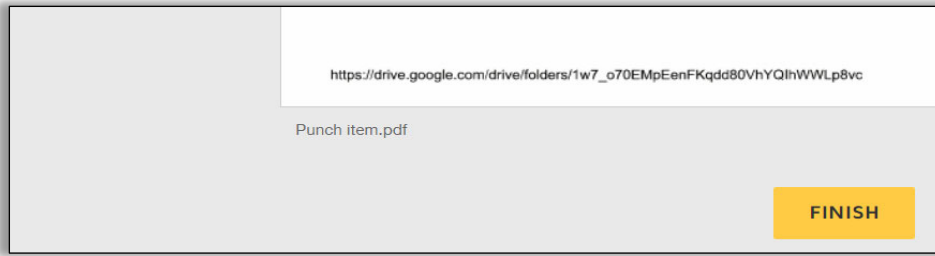 https://drive.google.com/drive/folders/1w7_o70EMpEenFKqdd80VhYQIhWWLp8vc
Punch item.pdf
FINISH